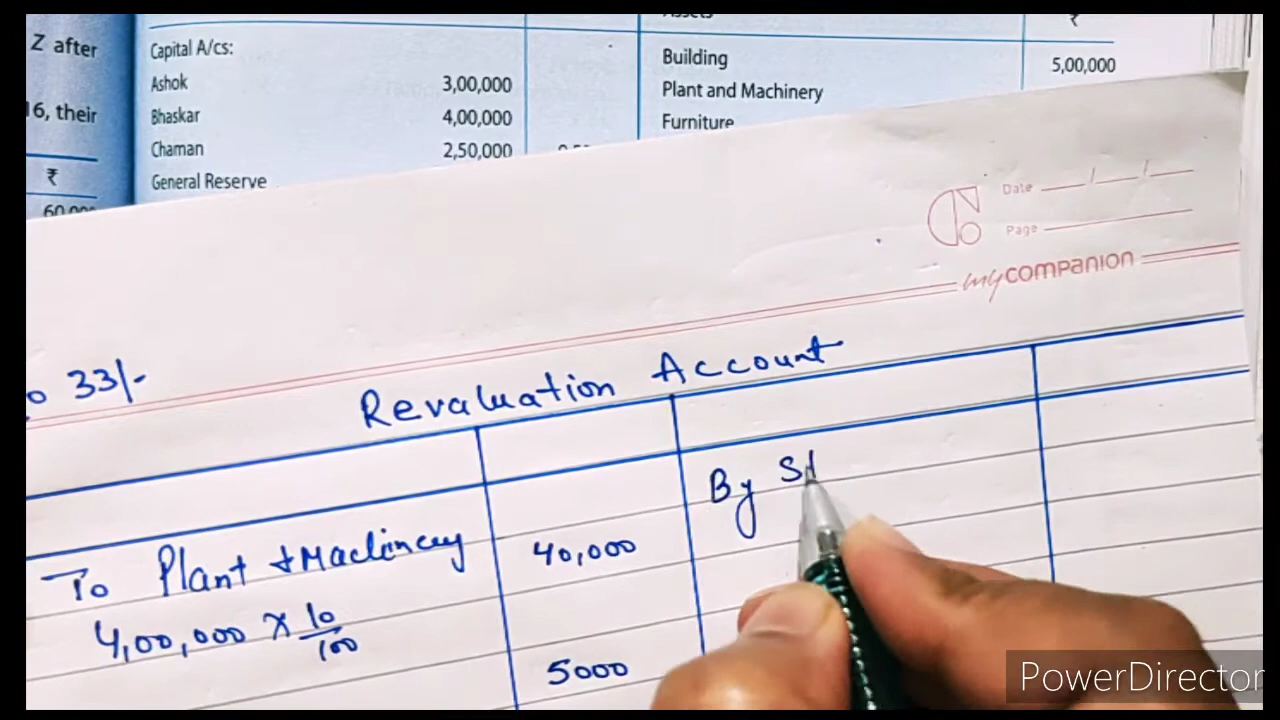 Z after
16, their
₹
Capital A/cs:
Ashok 3,00,000
Bhaskar 4,00,000
Chaman 2,50,000
General Reserve
Building 5,00,000
Plant and Machinery
Furniture
Date
Page
my companion
33/-
Revaluation Account
To Plant & Machinery 40,000
4,00,000 × 10/100
5000
By
PowerDirector